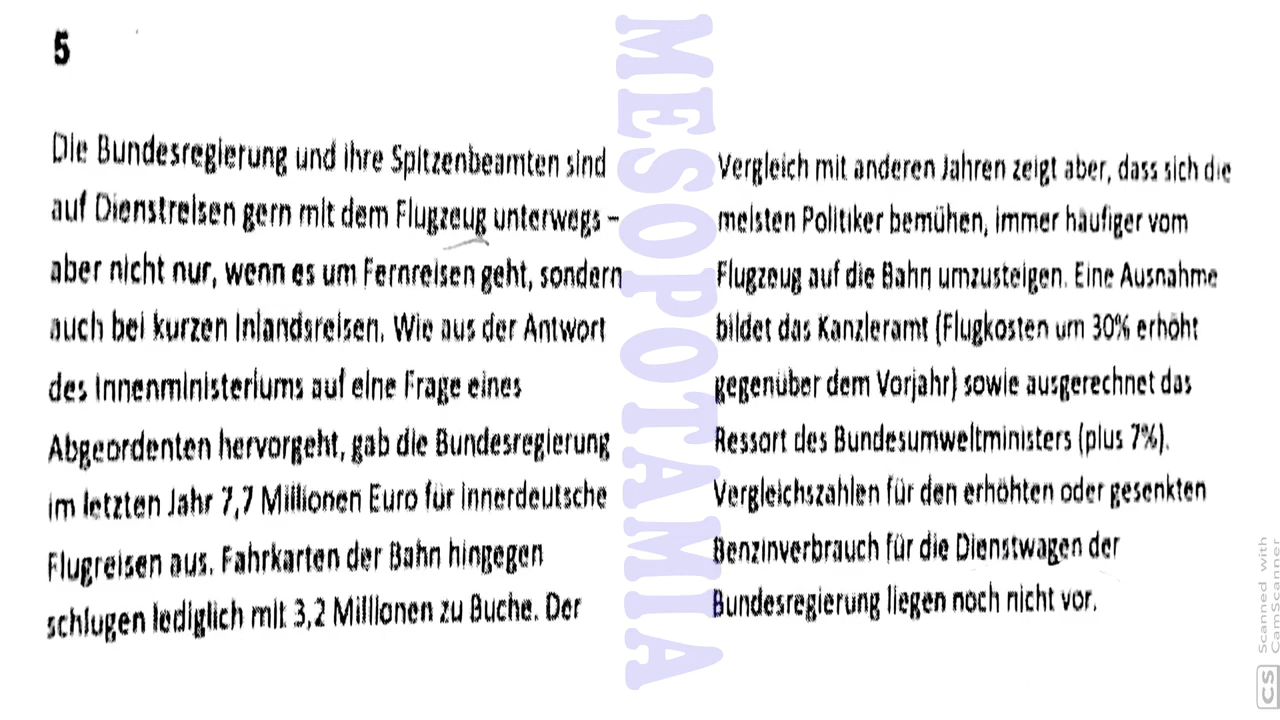 5
Die Bundesregierung und ihre Spitzenbeamten sind
auf Dienstreisen gern mit dem Flugzeug unterwegs –
aber nicht nur, wenn es um Fernreisen geht, sondern
auch bei kurzen Inlandsreisen. Wie aus der Antwort
des Innenministeriums auf eine Frage eines
Abgeordenten hervorgeht, gab die Bundesregierung
im letzten Jahr 7,7 Millionen Euro für innerdeutsche
Flugreisen aus. Fahrkarten der Bahn hingegen
schlugen lediglich mit 3,2 Millionen zu Buche. Der
Vergleich mit anderen Jahren zeigt aber, dass sich die
meisten Politiker bemühen, immer häufiger vom
Flugzeug auf die Bahn umzusteigen. Eine Ausnahme
bildet das Kanzleramt (Flugkosten um 30% erhöht
gegenüber dem Vorjahr) sowie ausgerechnet das
Ressort des Bundesumweltministers (plus 7%).
Vergleichszahlen für den erhöhten oder gesenkten
Benzinverbrauch für die Dienstwagen der
Bundesregierung liegen noch nicht vor.
MESOPOTAMIA
CS
Scanned with
CamScanner